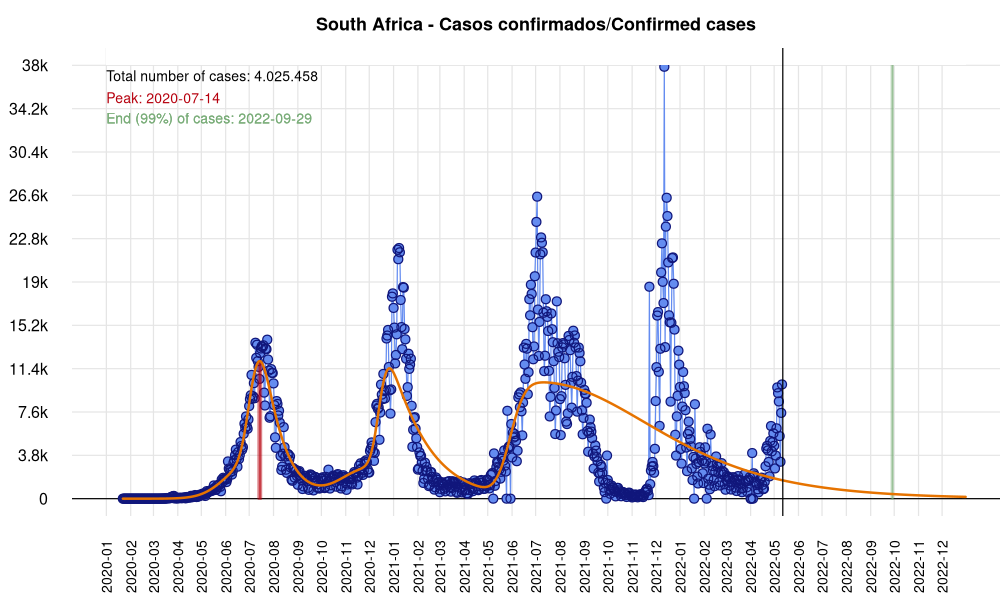 South Africa - Casos confirmados/Confirmed cases
Total number of cases: 4.025.458
Peak: 2020-07-14
End (99%) of cases: 2022-09-29
38k
34.2k
30.4k
26.6k
22.8k
19k
15.2k
11.4k
7.6k
3.8k
0
2020-01
2020-02
2020-03
2020-04
2020-05
2020-06
2020-07
2020-08
2020-09
2020-10
2020-11
2020-12
2021-01
2021-02
2021-03
2021-04
2021-05
2021-06
2021-07
2021-08
2021-09
2021-10
2021-11
2021-12
2022-01
2022-02
2022-03
2022-04
2022-05
2022-06
2022-07
2022-08
2022-09
2022-10
2022-11
2022-12